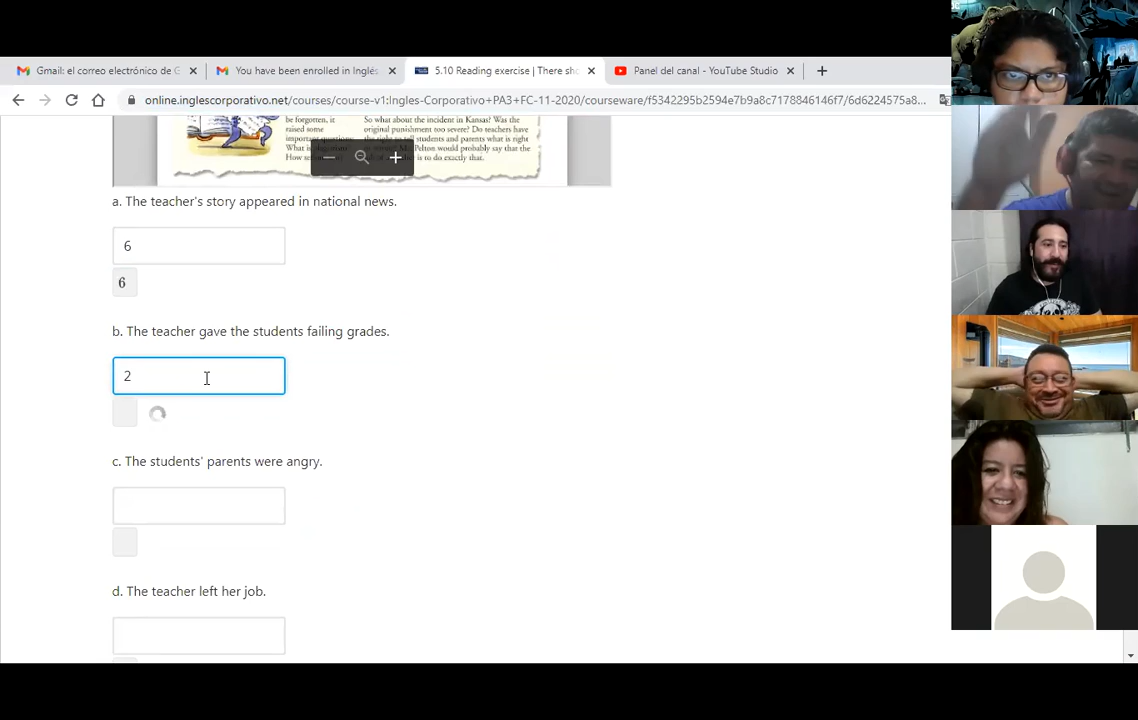 Gmail: el correo electrónico de G
You have been enrolled in Inglés
5.10 Reading exercise | There sho
Panel del canal - YouTube Studio
online.inglescorporativo.net/courses/course-v1:Ingles-Corporativo+PA3+FC-11-2020/courseware/f5342295b2594e7b9a8c7178846146f7/6d6224575a8...
be forgotten, it
raised some
important questions:
What is
How
So what about the incident in Kansas? Was the
original punishment too severe? Do teachers have
the right to tell students and parents what is right
Pelton would probably say that the
is to do exactly that.
a. The teacher's story appeared in national news.
6
6
b. The teacher gave the students failing grades.
2
c. The students' parents were angry.
d. The teacher left her job.